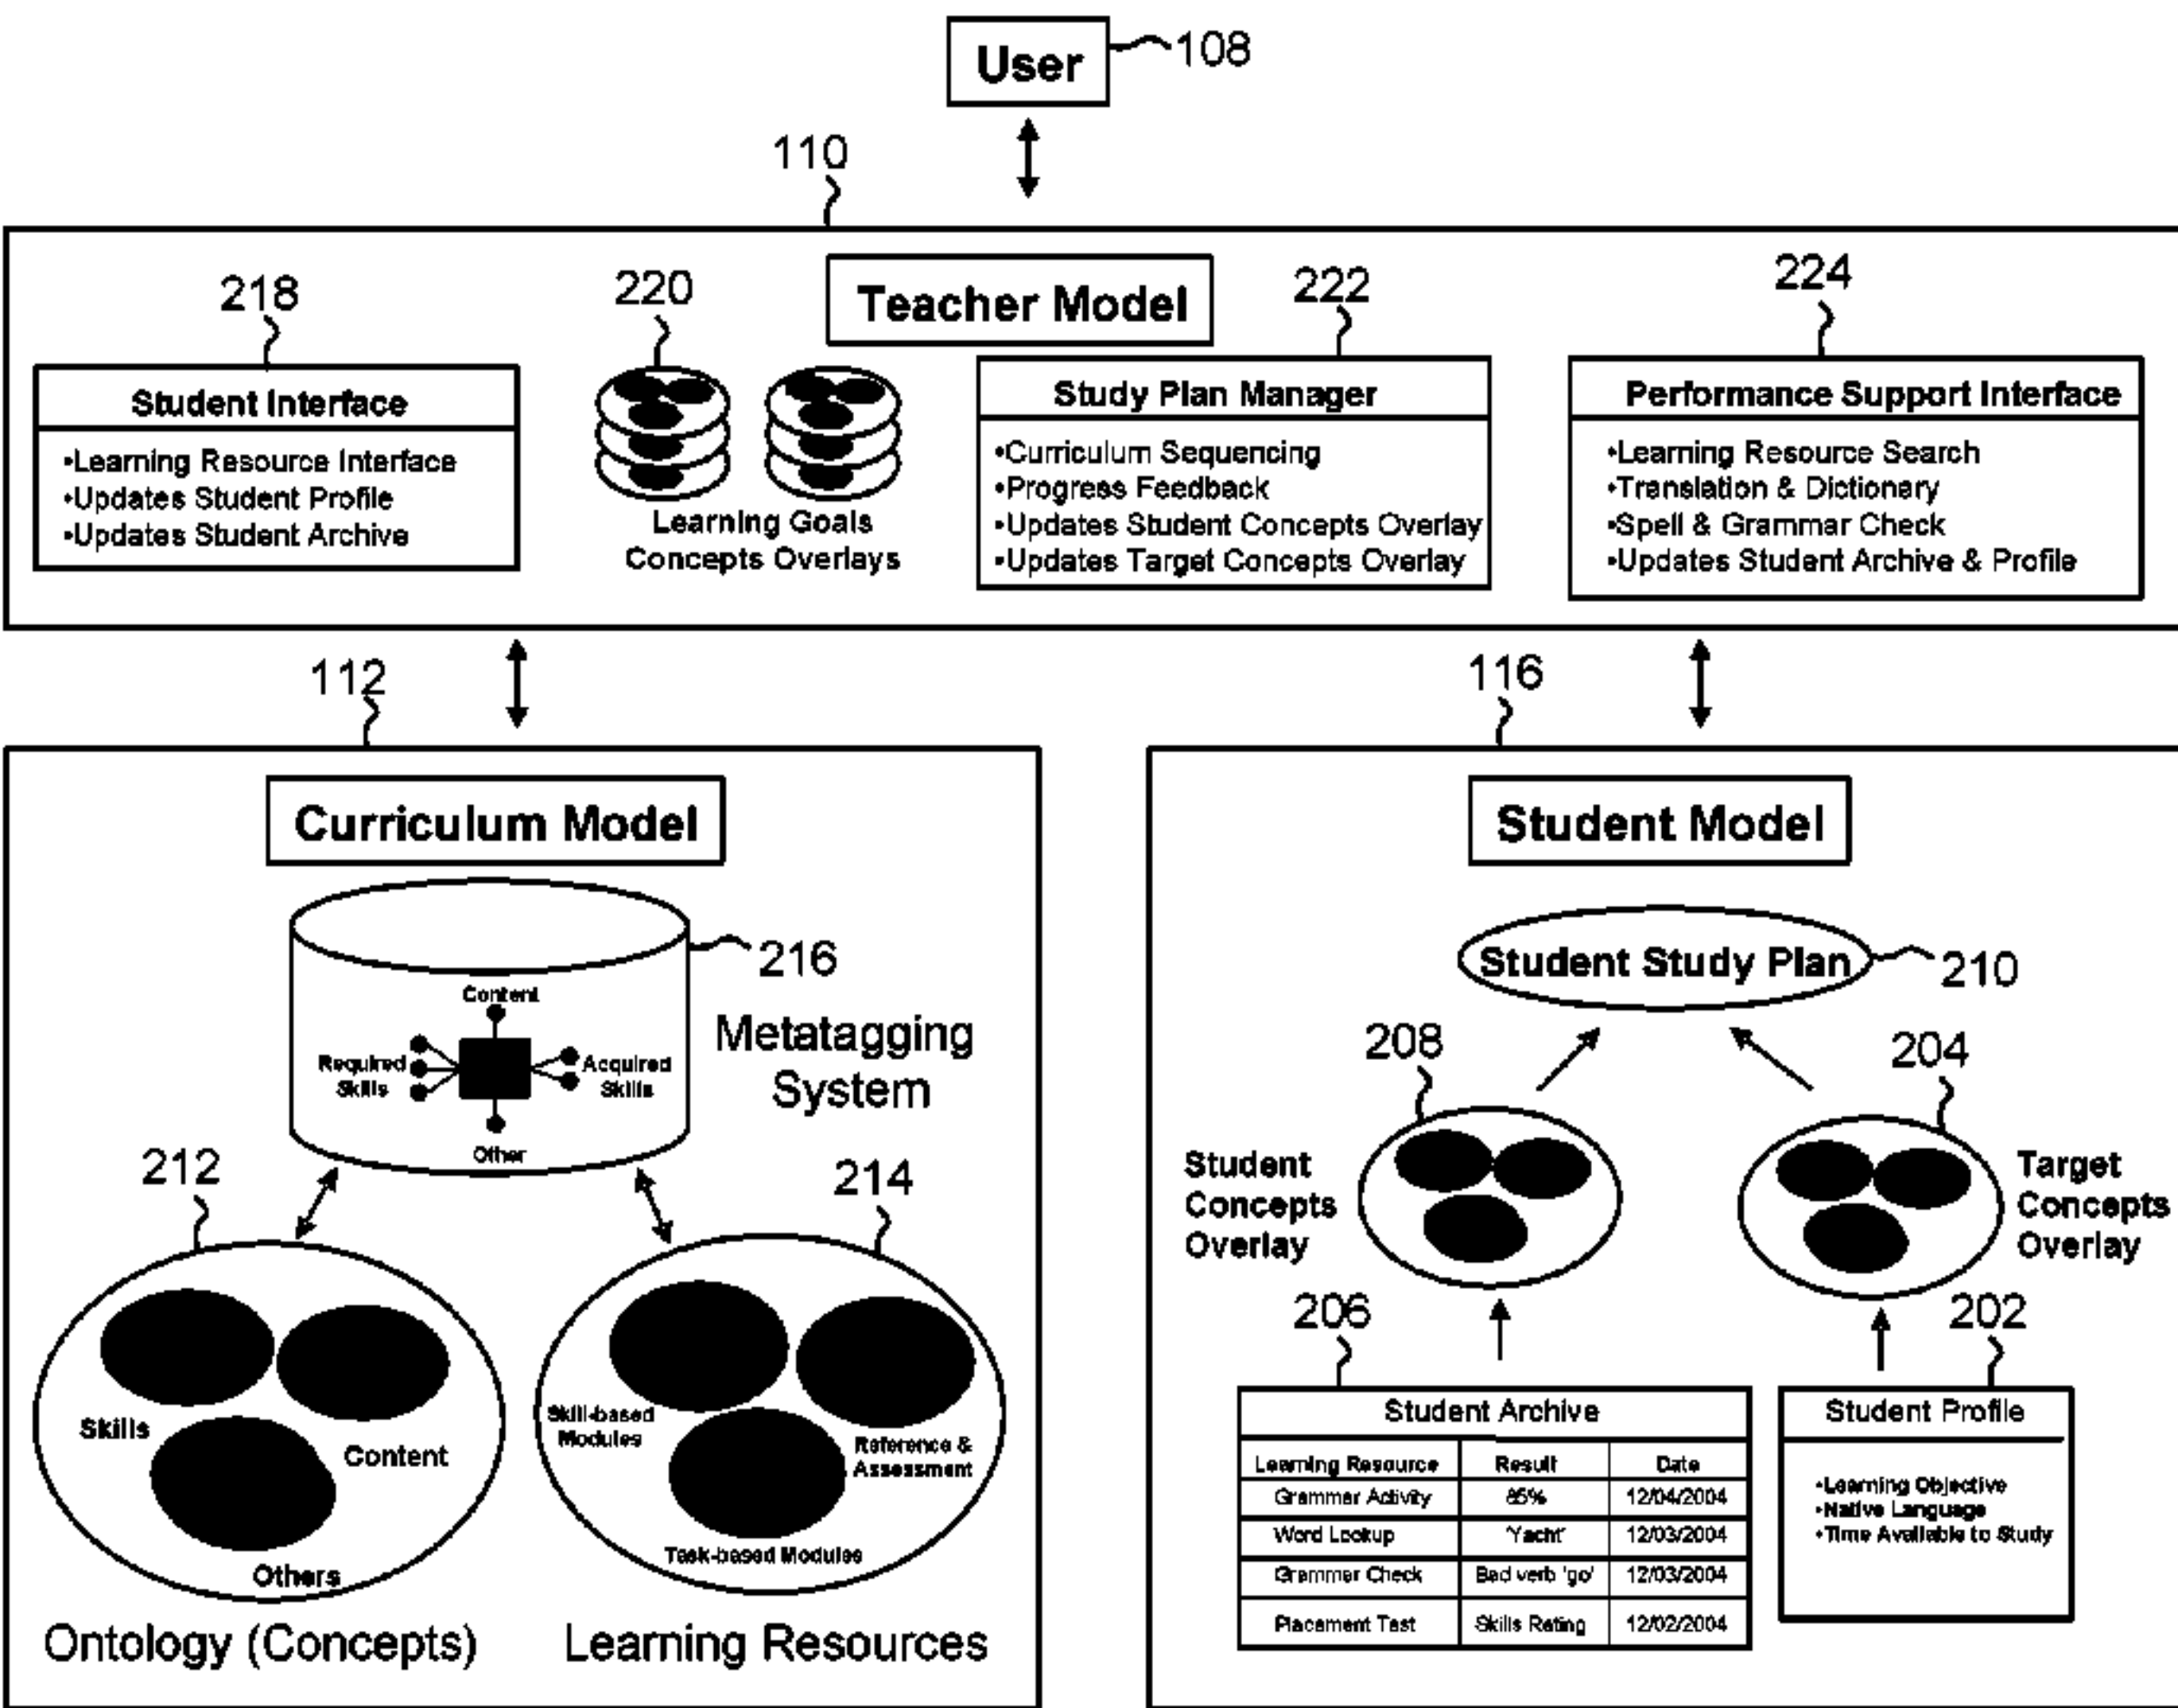 User
108
110
Teacher Model
218
220
222
224
Student Interface
•Learning Resource Interface
•Updates Student Profile
•Updates Student Archive
Learning Goals
Concepts Overlays
Study Plan Manager
•Curriculum Sequencing
•Progress Feedback
•Updates Student Concepts Overlay
•Updates Target Concepts Overlay
Performance Support Interface
•Learning Resource Search
•Translation & Dictionary
•Spell & Grammar Check
•Updates Student Archive & Profile
112
116
Curriculum Model
216
Content
Required
Skills
Acquired
Skills
Other
Metatagging
System
212
214
Skills
Content
Others
Skill-based
Modules
Reference &
Assessment
Task-based Modules
Ontology (Concepts)
Learning Resources
Student Model
Student Study Plan
210
208
204
Student
Concepts
Overlay
Target
Concepts
Overlay
206
202
Student Archive
Learning Resource Result Date
Grammar Activity 85% 12/04/2004
Word Lookup 'Yacht' 12/03/2004
Grammar Check Bad verb 'go' 12/03/2004
Placement Test Skills Rating 12/02/2004
Student Profile
•Learning Objective
•Native Language
•Time Available to Study